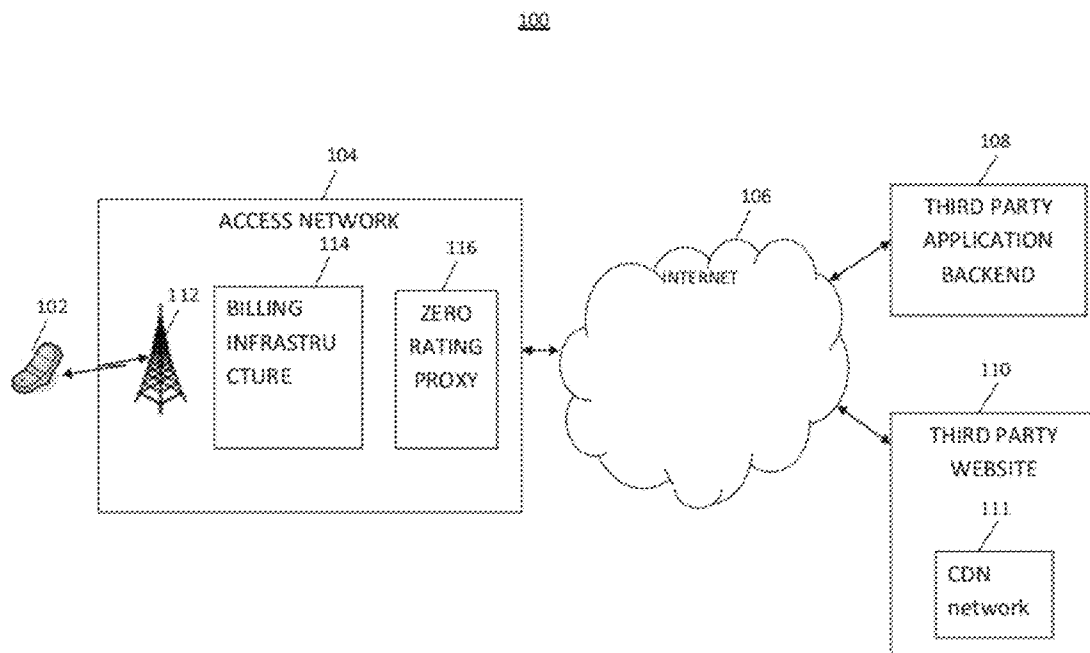 100
104
ACCESS NETWORK
114
116
112
102
BILLING
INFRASTRU
CTURE
ZERO
RATING
PROXY
106
INTERNET
108
THIRD PARTY
APPLICATION
BACKEND
110
THIRD PARTY
WEBSITE
111
CDN
network